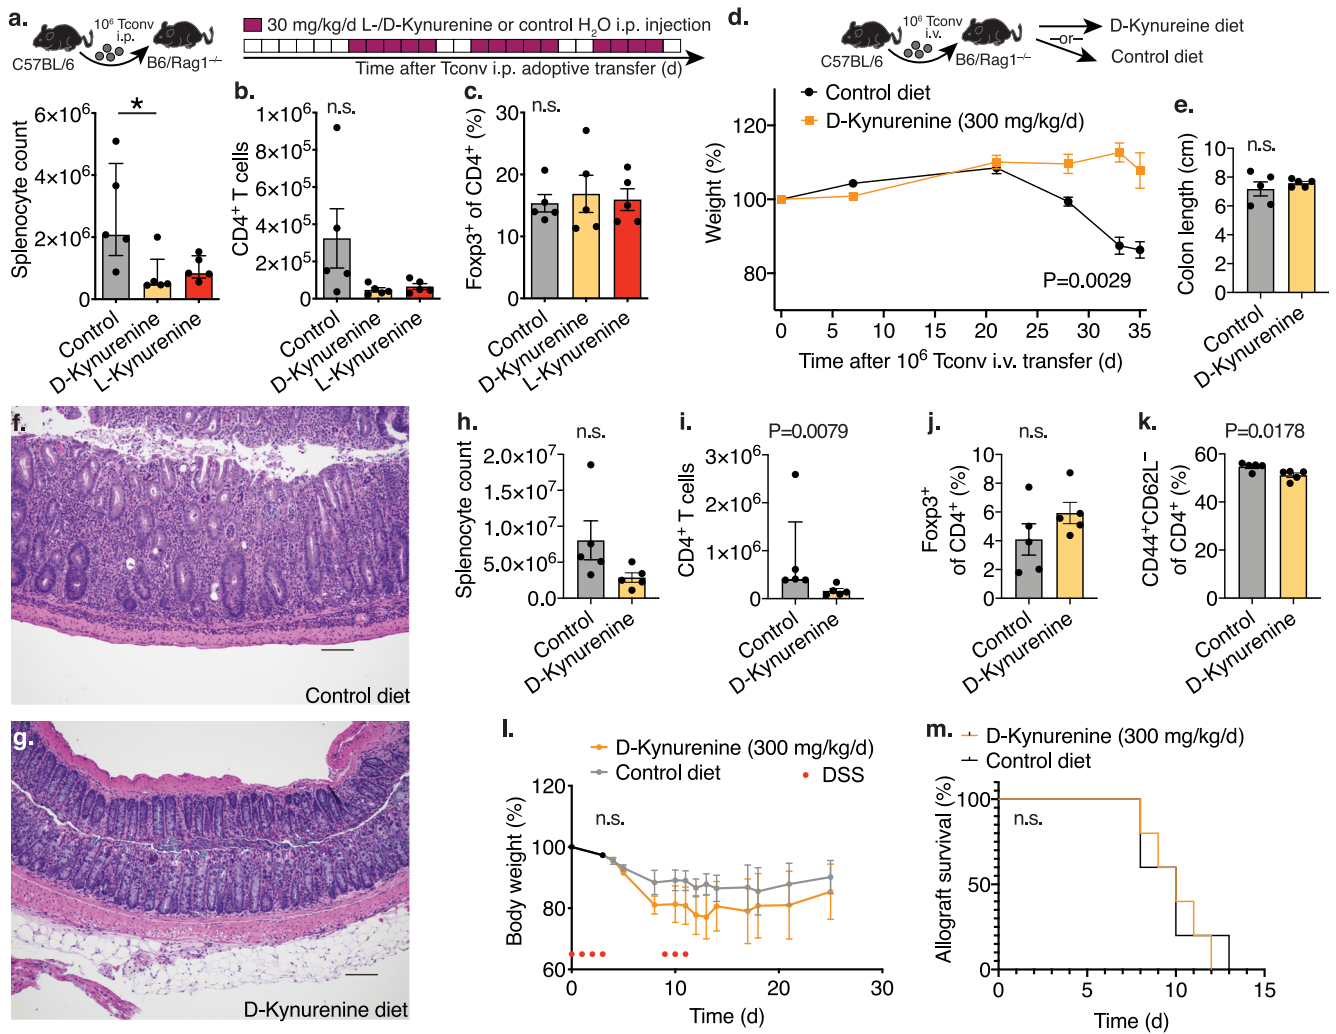 a.
10⁶ Tconv
i.p.
C57BL/6
B6/Rag1⁻/⁻
30 mg/kg/d L-/D-Kynurenine or control H₂O i.p. injection
Time after Tconv i.p. adoptive transfer (d)
Splenocyte count
6×10⁶
4×10⁶
2×10⁶
0
*
Control
D-Kynurenine
L-Kynurenine
b.
n.s.
CD4⁺ T cells
1×10⁶
8×10⁵
6×10⁵
4×10⁵
2×10⁵
0
Control
D-Kynurenine
L-Kynurenine
c.
n.s.
Foxp3⁺ of CD4⁺ (%)
30
20
10
0
Control
D-Kynurenine
L-Kynurenine
d.
10⁶ Tconv
i.v.
C57BL/6
B6/Rag1⁻/⁻
D-Kynureine diet
-or-
Control diet
Control diet
D-Kynurenine (300 mg/kg/d)
Weight (%)
120
100
80
P=0.0029
0
5
10
15
20
25
30
35
Time after 10⁶ Tconv i.v. transfer (d)
e.
n.s.
Colon length (cm)
10
8
6
4
2
0
Control
D-Kynurenine
f.
Control diet
g.
D-Kynurenine diet
h.
n.s.
Splenocyte count
2.0×10⁷
1.5×10⁷
1.0×10⁷
5.0×10⁶
0.0
Control
D-Kynurenine
i.
P=0.0079
CD4⁺ T cells
3×10⁶
2×10⁶
1×10⁶
0
Control
D-Kynurenine
j.
n.s.
Foxp3⁺
of CD4⁺ (%)
10
8
6
4
2
0
Control
D-Kynurenine
k.
P=0.0178
CD44⁺CD62L⁻
of CD4⁺ (%)
60
30
0
Control
D-Kynurenine
l.
D-Kynurenine (300 mg/kg/d)
Control diet
DSS
n.s.
Body weight (%)
120
100
80
60
0
10
20
30
Time (d)
m.
D-Kynurenine (300 mg/kg/d)
Control diet
n.s.
Allograft survival (%)
100
50
0
0
5
10
15
Time (d)